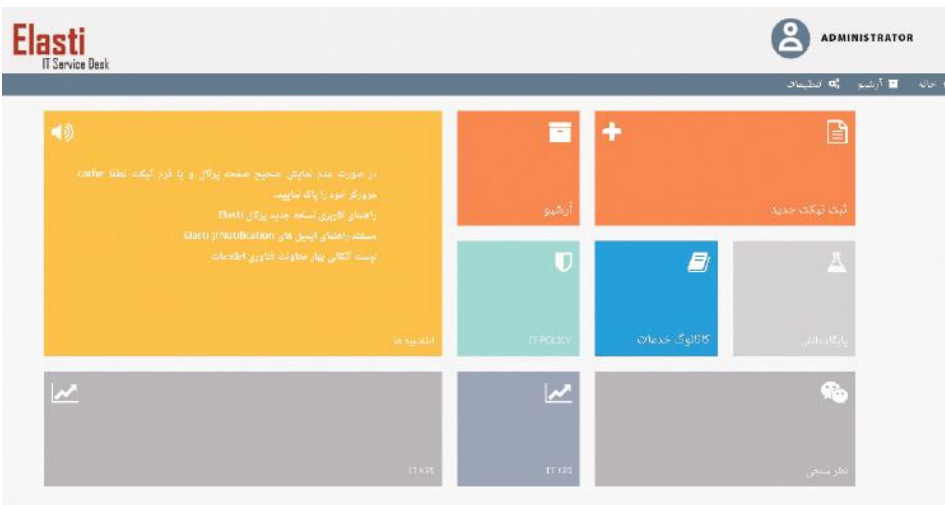 Elasti
IT Service Desk
ADMINISTRATOR
خانه آرشیو تنظیمات
ثبت تیکت جدید
آرشیو
در صورت عدم نمایش صحیح صفحه پرتال و یا فرم تیکت لطفا cache
مرورگر خود را پاک نمایید.
راهنمای کاربری نسخه جدید پرتال Elasti
مستند راهنمای ایمیل های Notification از Elasti
لیست آنکالی بهار معاونت فناوری اطلاعات
اطلاعیه ها
پایگاه دانش
کاتالوگ خدمات
IT POLICY
نظر سنجی
IT KPI
IT KPI